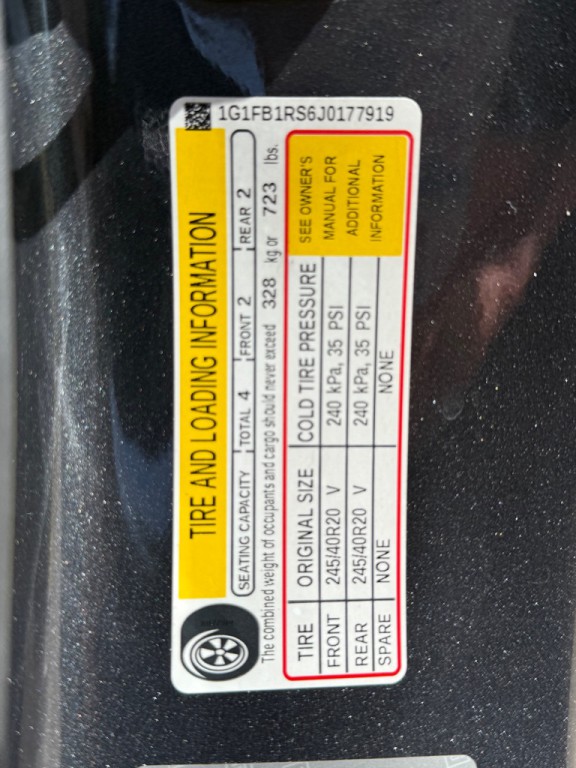 1G1FB1RS6J0177919
TIRE AND LOADING INFORMATION
SEATING CAPACITY TOTAL 4 FRONT 2 REAR 2
The combined weight of occupants and cargo should never exceed 328 kg or 723 lbs.
TIRE ORIGINAL SIZE COLD TIRE PRESSURE
FRONT 245/40R20 V 240 kPa, 35 PSI
REAR 245/40R20 V 240 kPa, 35 PSI
SPARE NONE NONE
SEE OWNER'S
MANUAL FOR
ADDITIONAL
INFORMATION